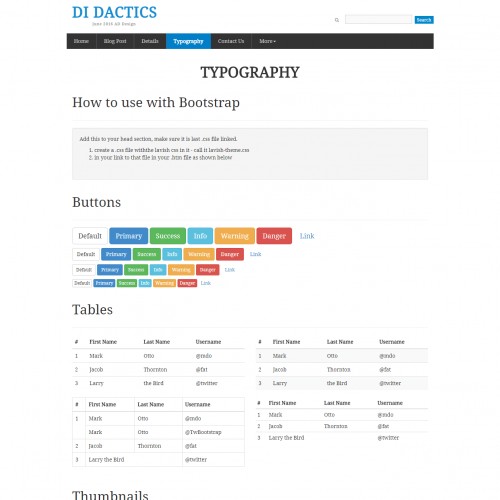 DI DACTICS
June 2016 All Design
Search
Home Blog Post Details Typography Contact Us More
TYPOGRAPHY
How to use with Bootstrap
Add this to your head section, make sure it is last .css file linked.
1. create a .css file withthe lavish css in it - call it lavish-theme.css
2. in your link to that file in your .htm file as shown below
Buttons
Default Primary Success Info Warning Danger Link
Default Primary Success Info Warning Danger Link
Default Primary Success Info Warning Danger Link
Default Primary Success Info Warning Danger Link
Tables
# First Name Last Name Username
1 Mark Otto @mdo
2 Jacob Thornton @fat
3 Larry the Bird @twitter
# First Name Last Name Username
1 Mark Otto @mdo
2 Jacob Thornton @fat
3 Larry the Bird @twitter
# First Name Last Name Username
1 Mark Otto @mdo
Mark Otto @TwBootstrap
2 Jacob Thornton @fat
3 Larry the Bird @twitter
# First Name Last Name Username
1 Mark Otto @mdo
2 Jacob Thornton @fat
3 Larry the Bird @twitter
Thumbnails